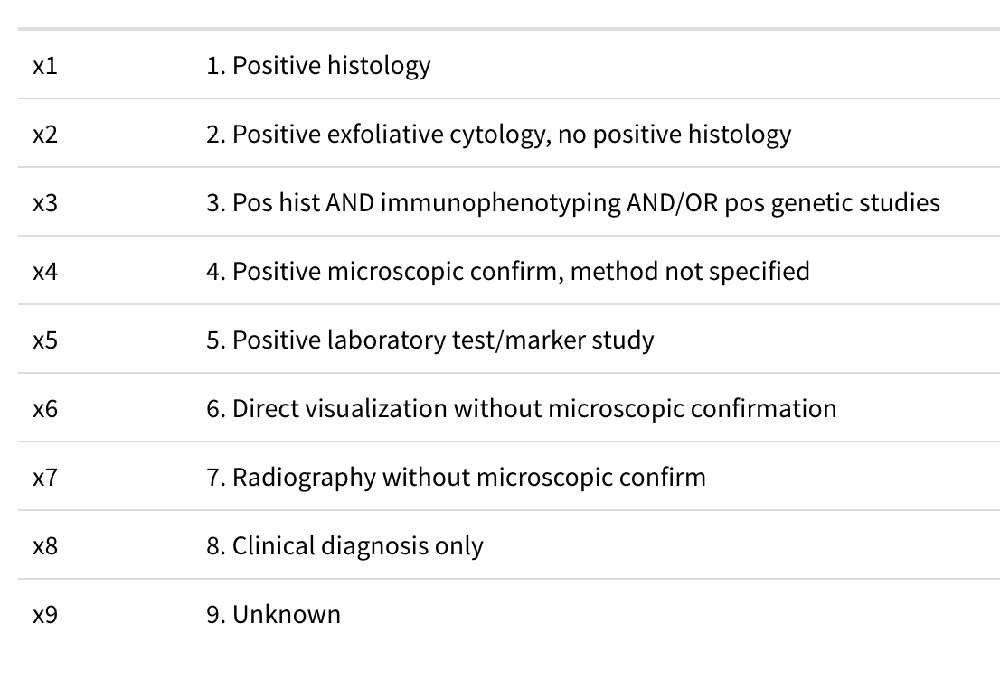 x1 1. Positive histology
x2 2. Positive exfoliative cytology, no positive histology
x3 3. Pos hist AND immunophenotyping AND/OR pos genetic studies
x4 4. Positive microscopic confirm, method not specified
x5 5. Positive laboratory test/marker study
x6 6. Direct visualization without microscopic confirmation
x7 7. Radiography without microscopic confirm
x8 8. Clinical diagnosis only
x9 9. Unknown